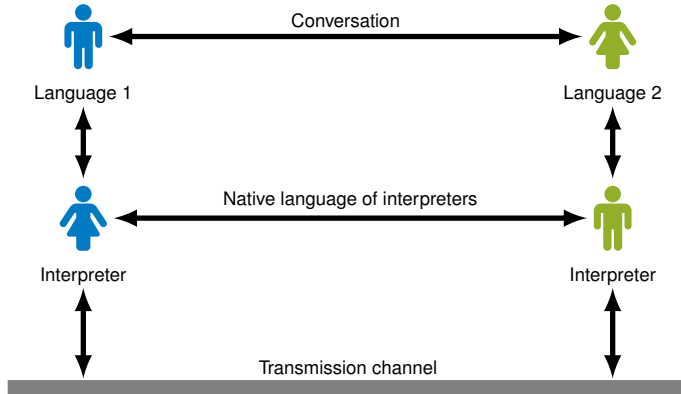 Conversation
Language 1
Language 2
Native language of interpreters
Interpreter
Interpreter
Transmission channel